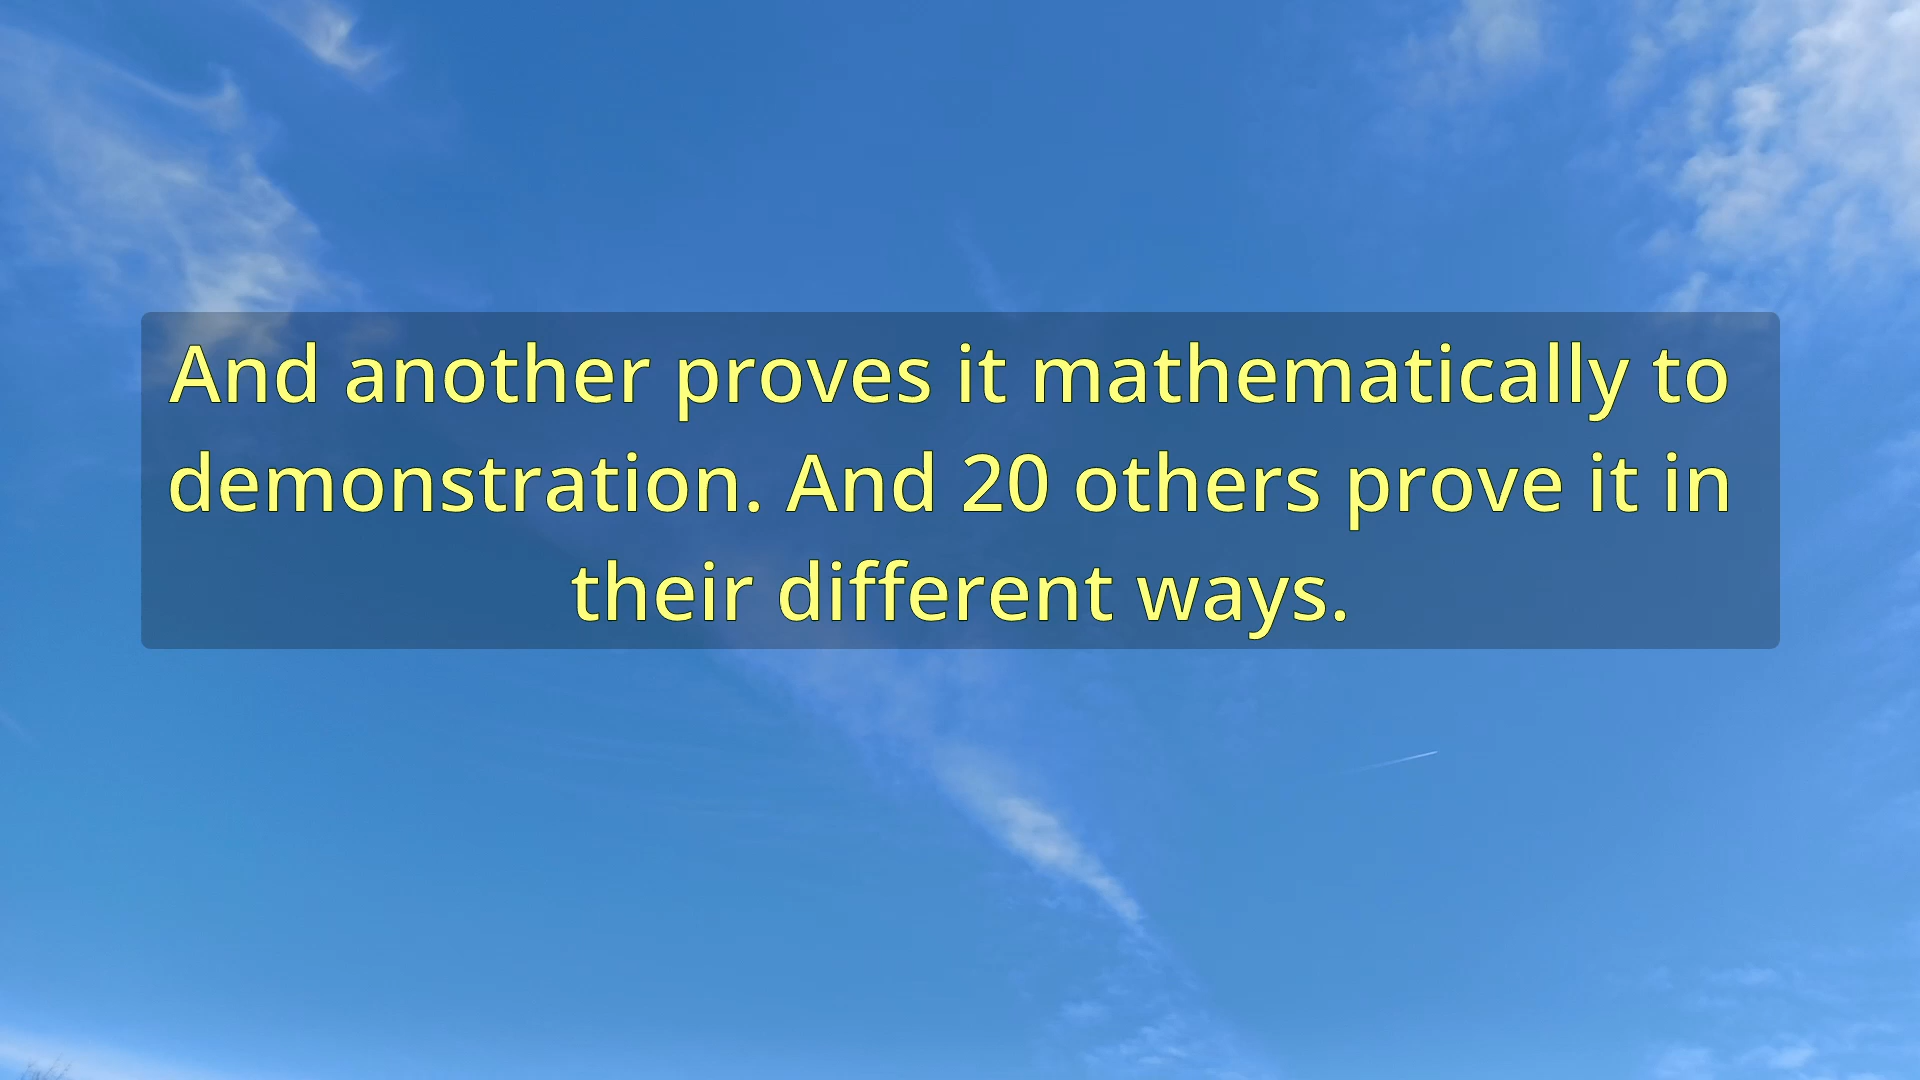 And another proves it mathematically to
demonstration. And 20 others prove it in
their different ways.